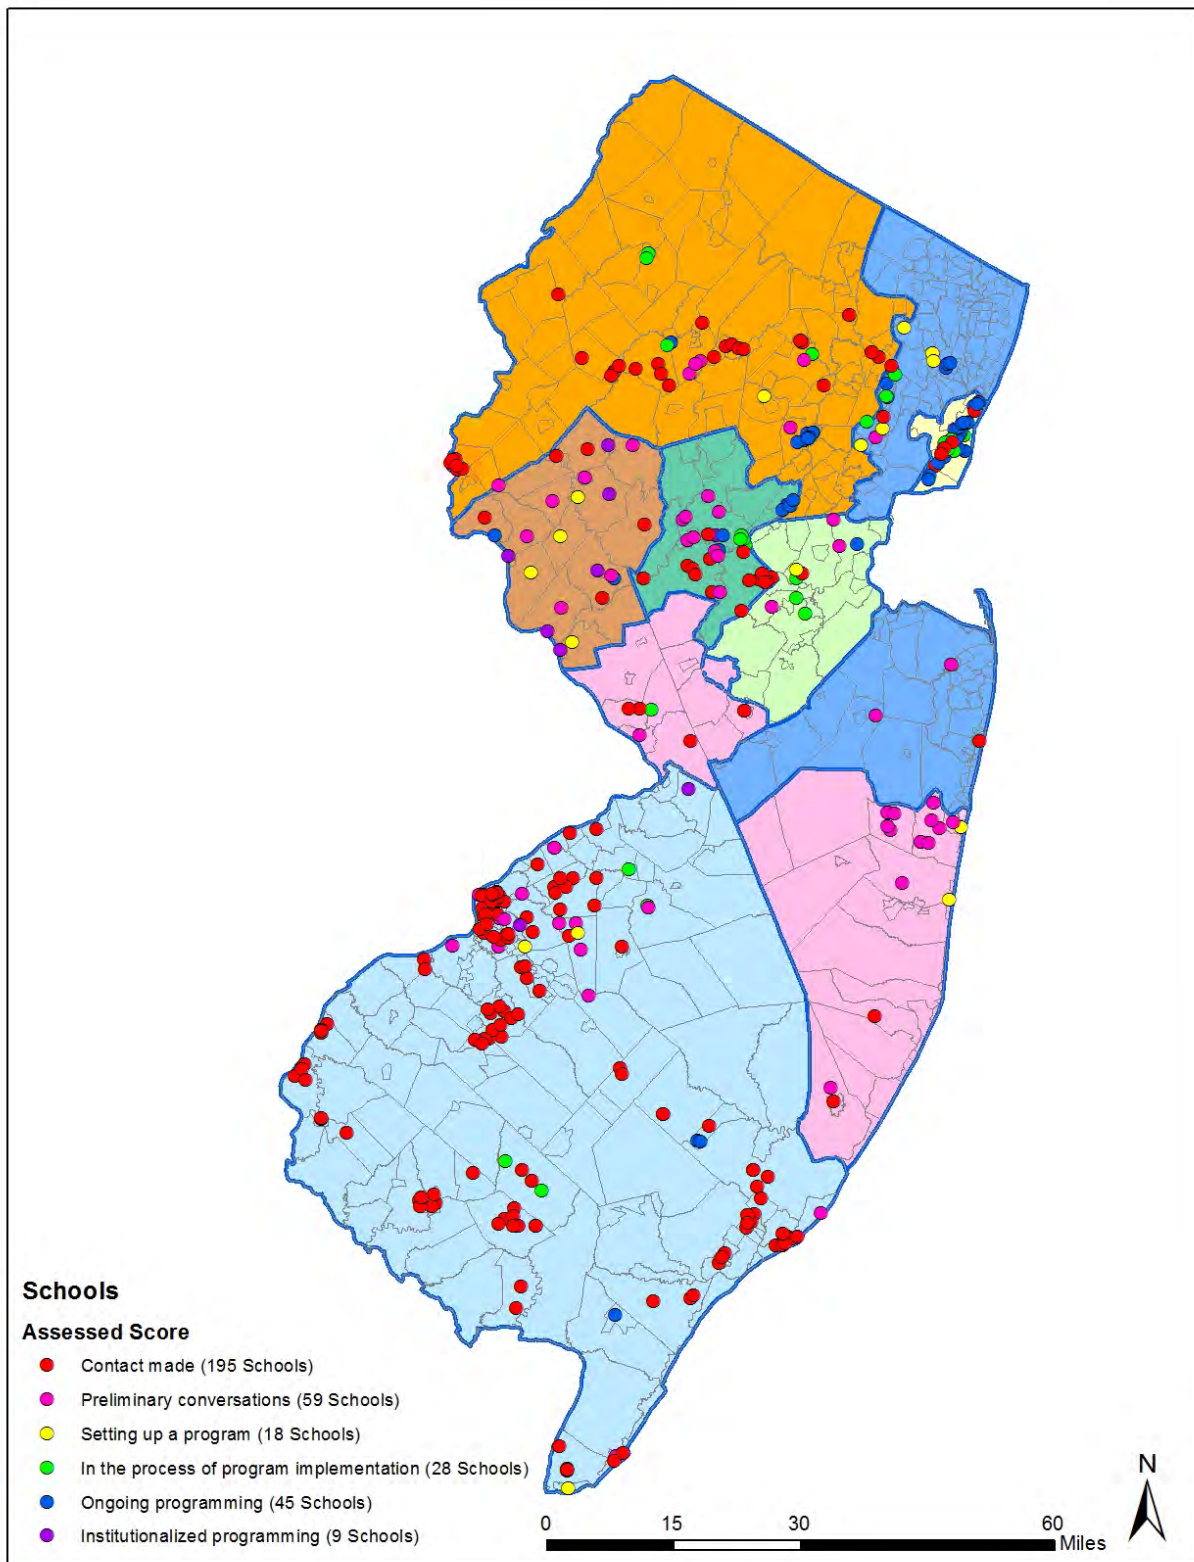 Schools
Assessed Score
Contact made (195 Schools)
Preliminary conversations (59 Schools)
Setting up a program (18 Schools)
In the process of program implementation (28 Schools)
Ongoing programming (45 Schools)
Institutionalized programming (9 Schools)
N
0 15 30 60
Miles